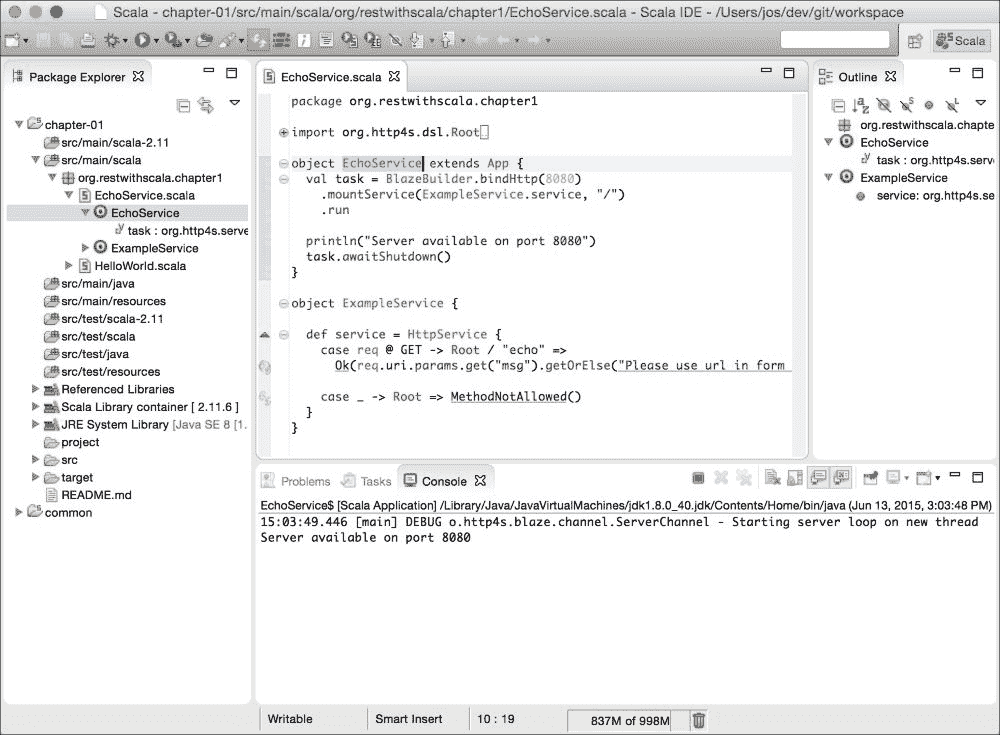 Scala - chapter-01/src/main/scala/org/restwithscala/chapter1/EchoService.scala - Scala IDE - /Users/jos/dev/git/workspace
Scala
Package Explorer
chapter-01
src/main/scala-2.11
src/main/scala
org.restwithscala.chapter1
EchoService.scala
EchoService
task : org.http4s.serve
ExampleService
HelloWorld.scala
src/main/java
src/main/resources
src/test/scala-2.11
src/test/scala
src/test/java
src/test/resources
Referenced Libraries
Scala Library container [ 2.11.6 ]
JRE System Library [Java SE 8 [1.
project
src
target
README.md
common
EchoService.scala
package org.restwithscala.chapter1
import org.http4s.dsl.Root
object EchoService extends App {
val task = BlazeBuilder.bindHttp(8080)
.mountService(ExampleService.service, "/")
.run
println("Server available on port 8080")
task.awaitShutdown()
}
object ExampleService {
def service = HttpService {
case req @ GET -> Root / "echo" =>
Ok(req.uri.params.get("msg").getOrElse("Please use url in form
case _ -> Root => MethodNotAllowed()
}
}
Outline
org.restwithscala.chapte
EchoService
task : org.http4s.serve
ExampleService
service: org.http4s.se
Problems
Tasks
Console
EchoService$ [Scala Application] /Library/Java/JavaVirtualMachines/jdk1.8.0_40.jdk/Contents/Home/bin/java (Jun 13, 2015, 3:03:48 PM)
15:03:49.446 [main] DEBUG o.http4s.blaze.channel.ServerChannel - Starting server loop on new thread
Server available on port 8080
Writable
Smart Insert
10 : 19
837M of 998M